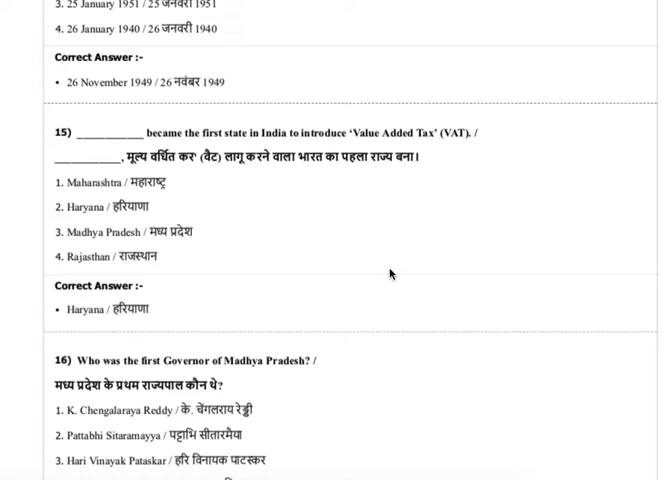 3. 25 January 1951 / 25 जनवरी 1951
4. 26 January 1940 / 26 जनवरी 1940
Correct Answer :-
• 26 November 1949 / 26 नवंबर 1949
15) ____________ became the first state in India to introduce ‘Value Added Tax’ (VAT). /
____________, मूल्य वर्धित कर' (वैट) लागू करने वाला भारत का पहला राज्य बना।
1. Maharashtra / महाराष्ट्र
2. Haryana / हरियाणा
3. Madhya Pradesh / मध्य प्रदेश
4. Rajasthan / राजस्थान
Correct Answer :-
• Haryana / हरियाणा
16) Who was the first Governor of Madhya Pradesh? /
मध्य प्रदेश के प्रथम राज्यपाल कौन थे?
1. K. Chengalaraya Reddy / के. चेंगलराय रेड्डी
2. Pattabhi Sitaramayya / पट्टाभि सीतारमैया
3. Hari Vinayak Pataskar / हरि विनायक पाटस्कर